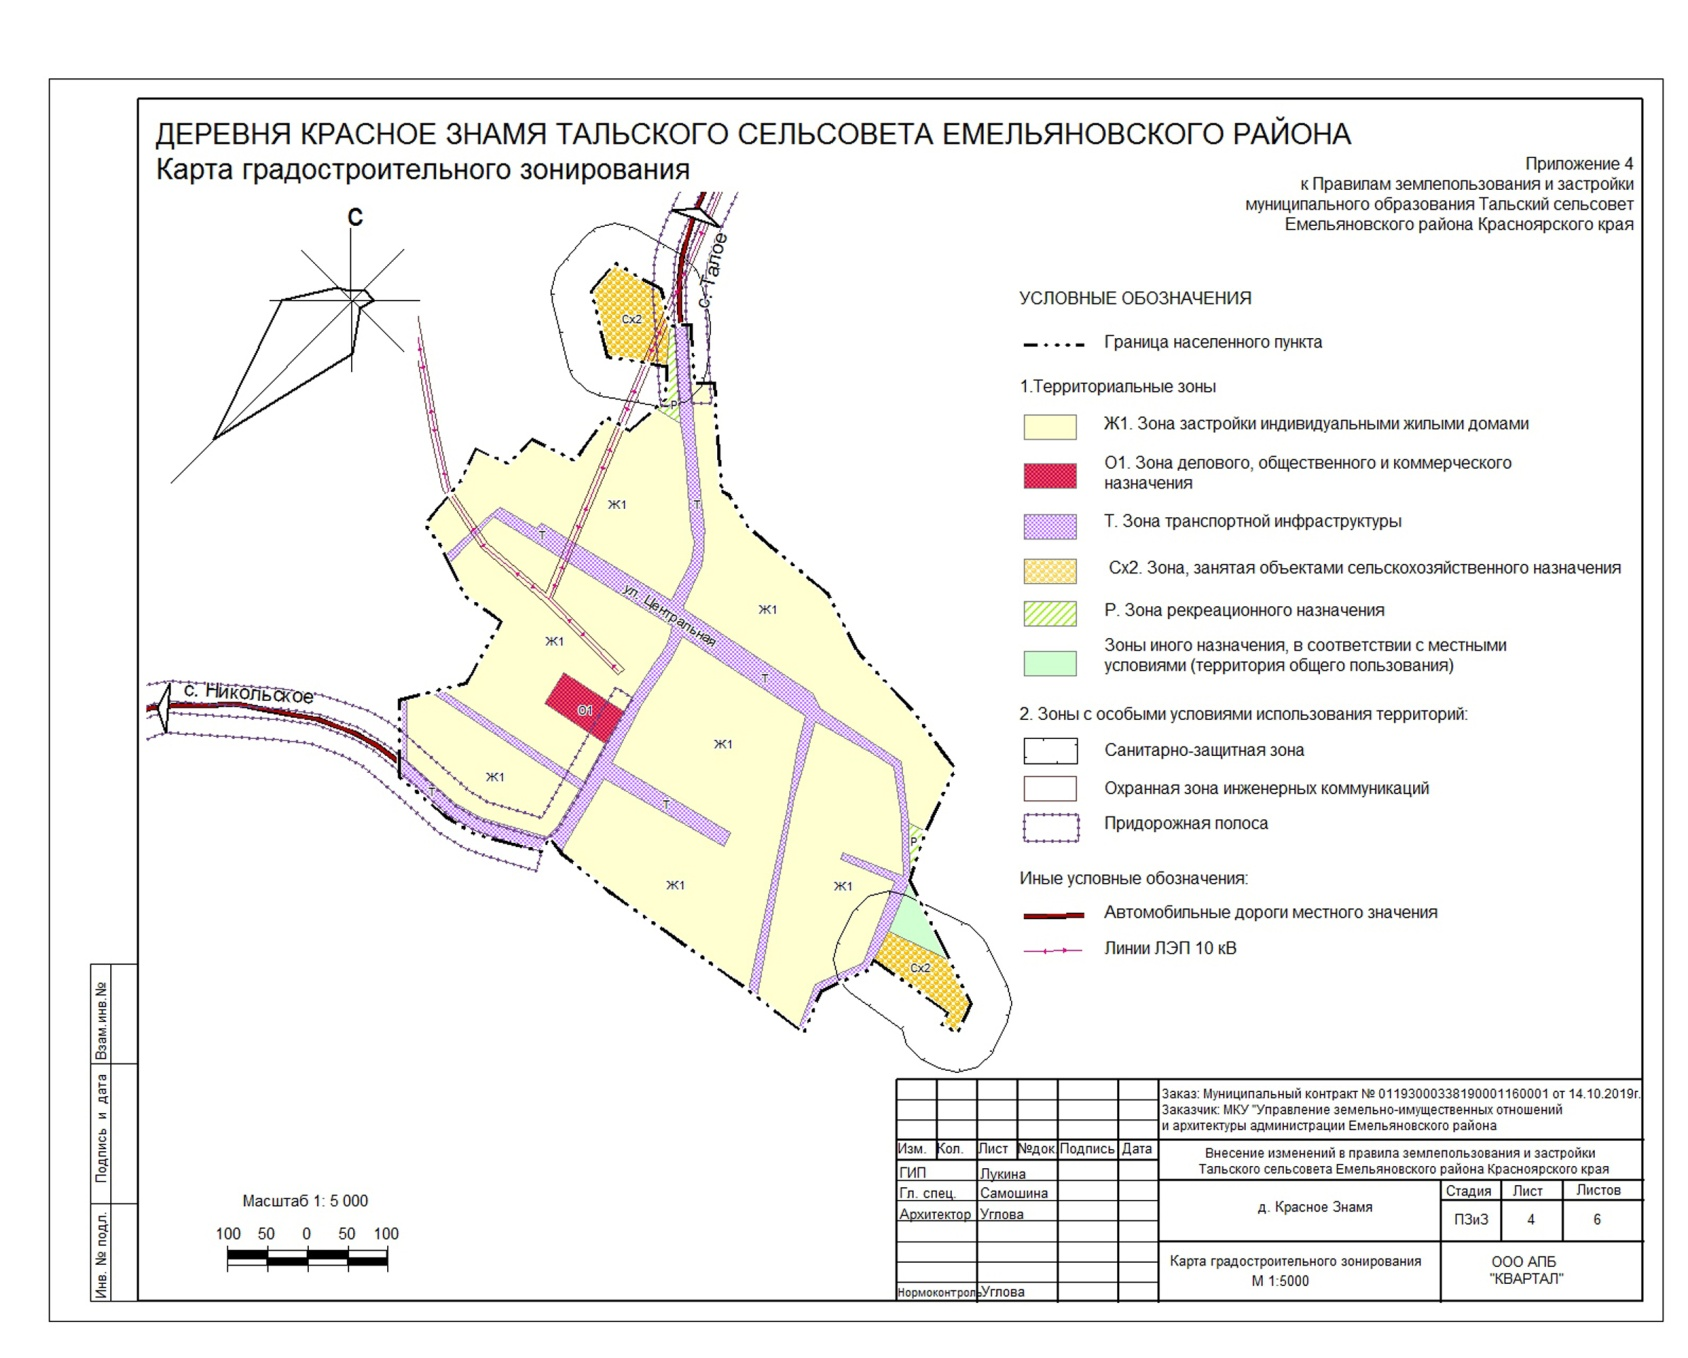 ДЕРЕВНЯ КРАСНОЕ ЗНАМЯ ТАЛЬСКОГО СЕЛЬСОВЕТА ЕМЕЛЬЯНОВСКОГО РАЙОНА
Карта градостроительного зонирования
Приложение 4
к Правилам землепользования и застройки
муниципального образования Тальский сельсовет
Емельяновского района Красноярского края
С
с. Талое
Сх2
Р
Ж1
Т
Т
ул. Центральная
Ж1
Ж1
Т
с. Никольское
О1
Ж1
Ж1
Т
Т
Р
Ж1
Ж1
Сх2
УСЛОВНЫЕ ОБОЗНАЧЕНИЯ
Граница населенного пункта
1.Территориальные зоны
Ж1. Зона застройки индивидуальными жилыми домами
О1. Зона делового, общественного и коммерческого
назначения
Т. Зона транспортной инфраструктуры
Сх2. Зона, занятая объектами сельскохозяйственного назначения
Р. Зона рекреационного назначения
Зоны иного назначения, в соответствии с местными
условиями (территория общего пользования)
2. Зоны с особыми условиями использования территорий:
Санитарно-защитная зона
Охранная зона инженерных коммуникаций
Придорожная полоса
Иные условные обозначения:
Автомобильные дороги местного значения
Линии ЛЭП 10 кВ
Масштаб 1: 5 000
100 50 0 50 100
Взам.инв.№
Подпись и дата
Инв. № подл.
Заказ: Муниципальный контракт № 01193000338190001160001 от 14.10.2019г.
Заказчик: МКУ "Управление земельно-имущественных отношений
и архитектуры администрации Емельяновского района
Изм. Кол. Лист №док Подпись Дата
Внесение изменений в правила землепользования и застройки
Тальского сельсовета Емельяновского района Красноярского края
ГИП Лукина
Гл. спец. Самошина
Архитектор Углова
Нормоконтроль Углова
д. Красное Знамя
Стадия Лист Листов
ПЗиЗ 4 6
Карта градостроительного зонирования
М 1:5000
ООО АПБ
"КВАРТАЛ"